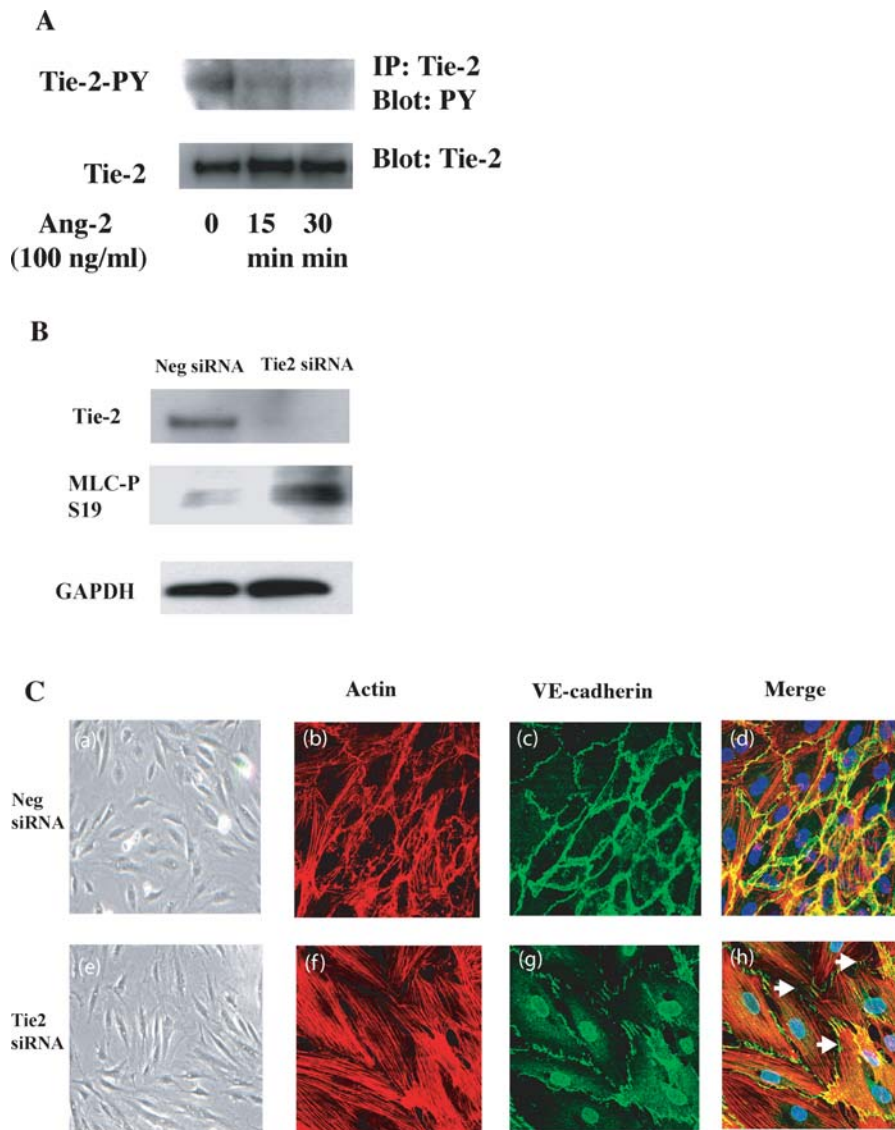 A
Tie-2-PY
IP: Tie-2
Blot: PY
Tie-2
Blot: Tie-2
Ang-2 0 15 30
(100 ng/ml) min min
B
Neg siRNA Tie2 siRNA
Tie-2
MLC-P
S19
GAPDH
C
Actin VE-cadherin Merge
Neg
siRNA
(a) (b) (c) (d)
Tie2
siRNA
(e) (f) (g) (h)